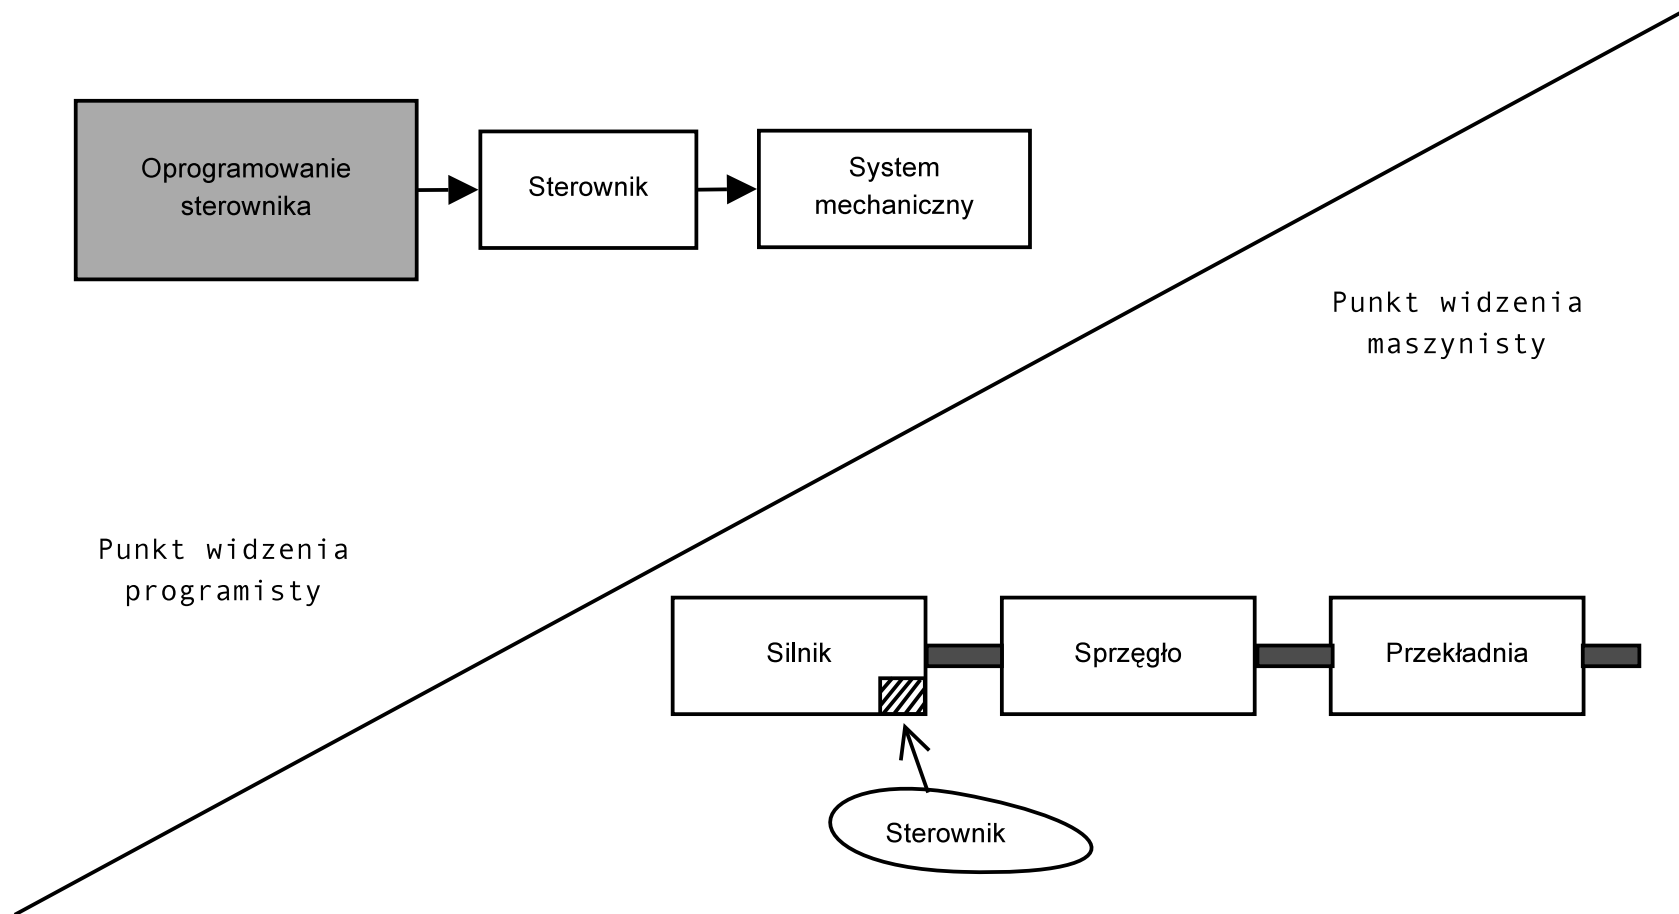 Oprogramowanie
sterownika
Sterownik
System
mechaniczny
Punkt widzenia
programisty
Punkt widzenia
maszynisty
Silnik
Sprzęgło
Przekładnia
Sterownik